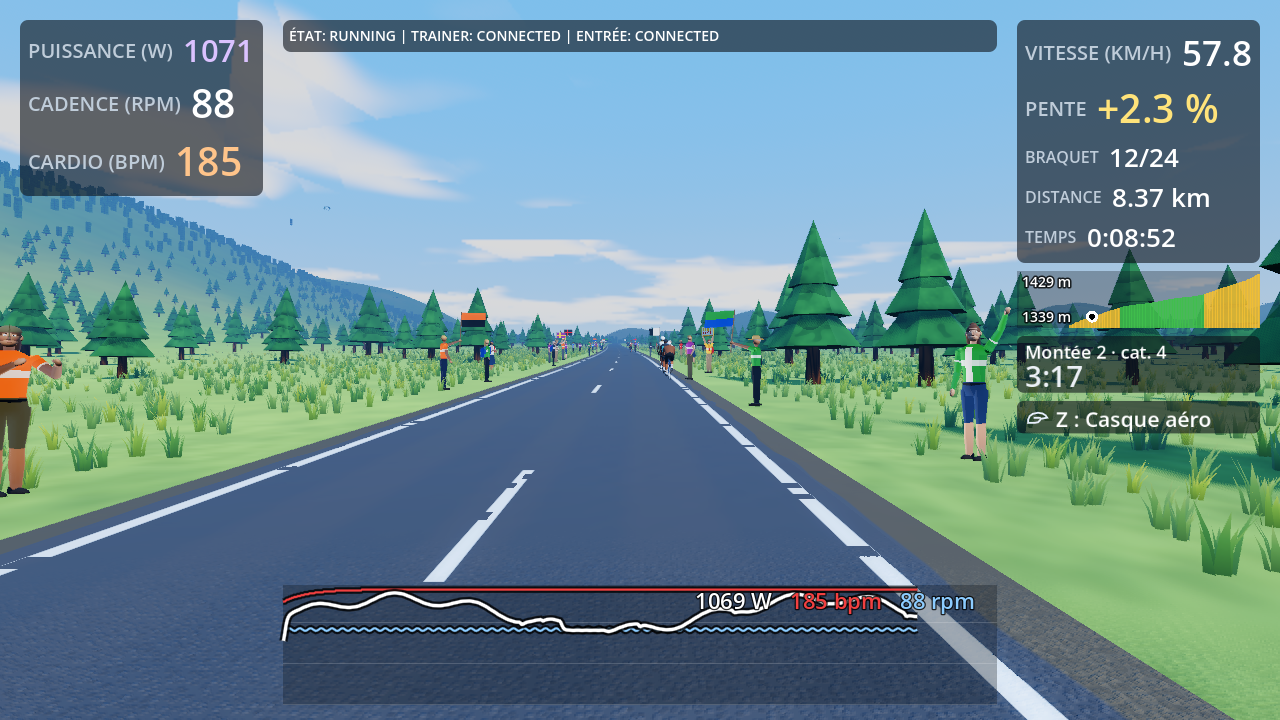 PUISSANCE (W) 1071
CADENCE (RPM) 88
CARDIO (BPM) 185
ÉTAT: RUNNING | TRAINER: CONNECTED | ENTRÉE: CONNECTED
VITESSE (KM/H) 57.8
PENTE +2.3 %
BRAQUET 12/24
DISTANCE 8.37 km
TEMPS 0:08:52
1429 m
1339 m
Montée 2 · cat. 4
3:17
Z : Casque aéro
1069 W 185 bpm 88 rpm